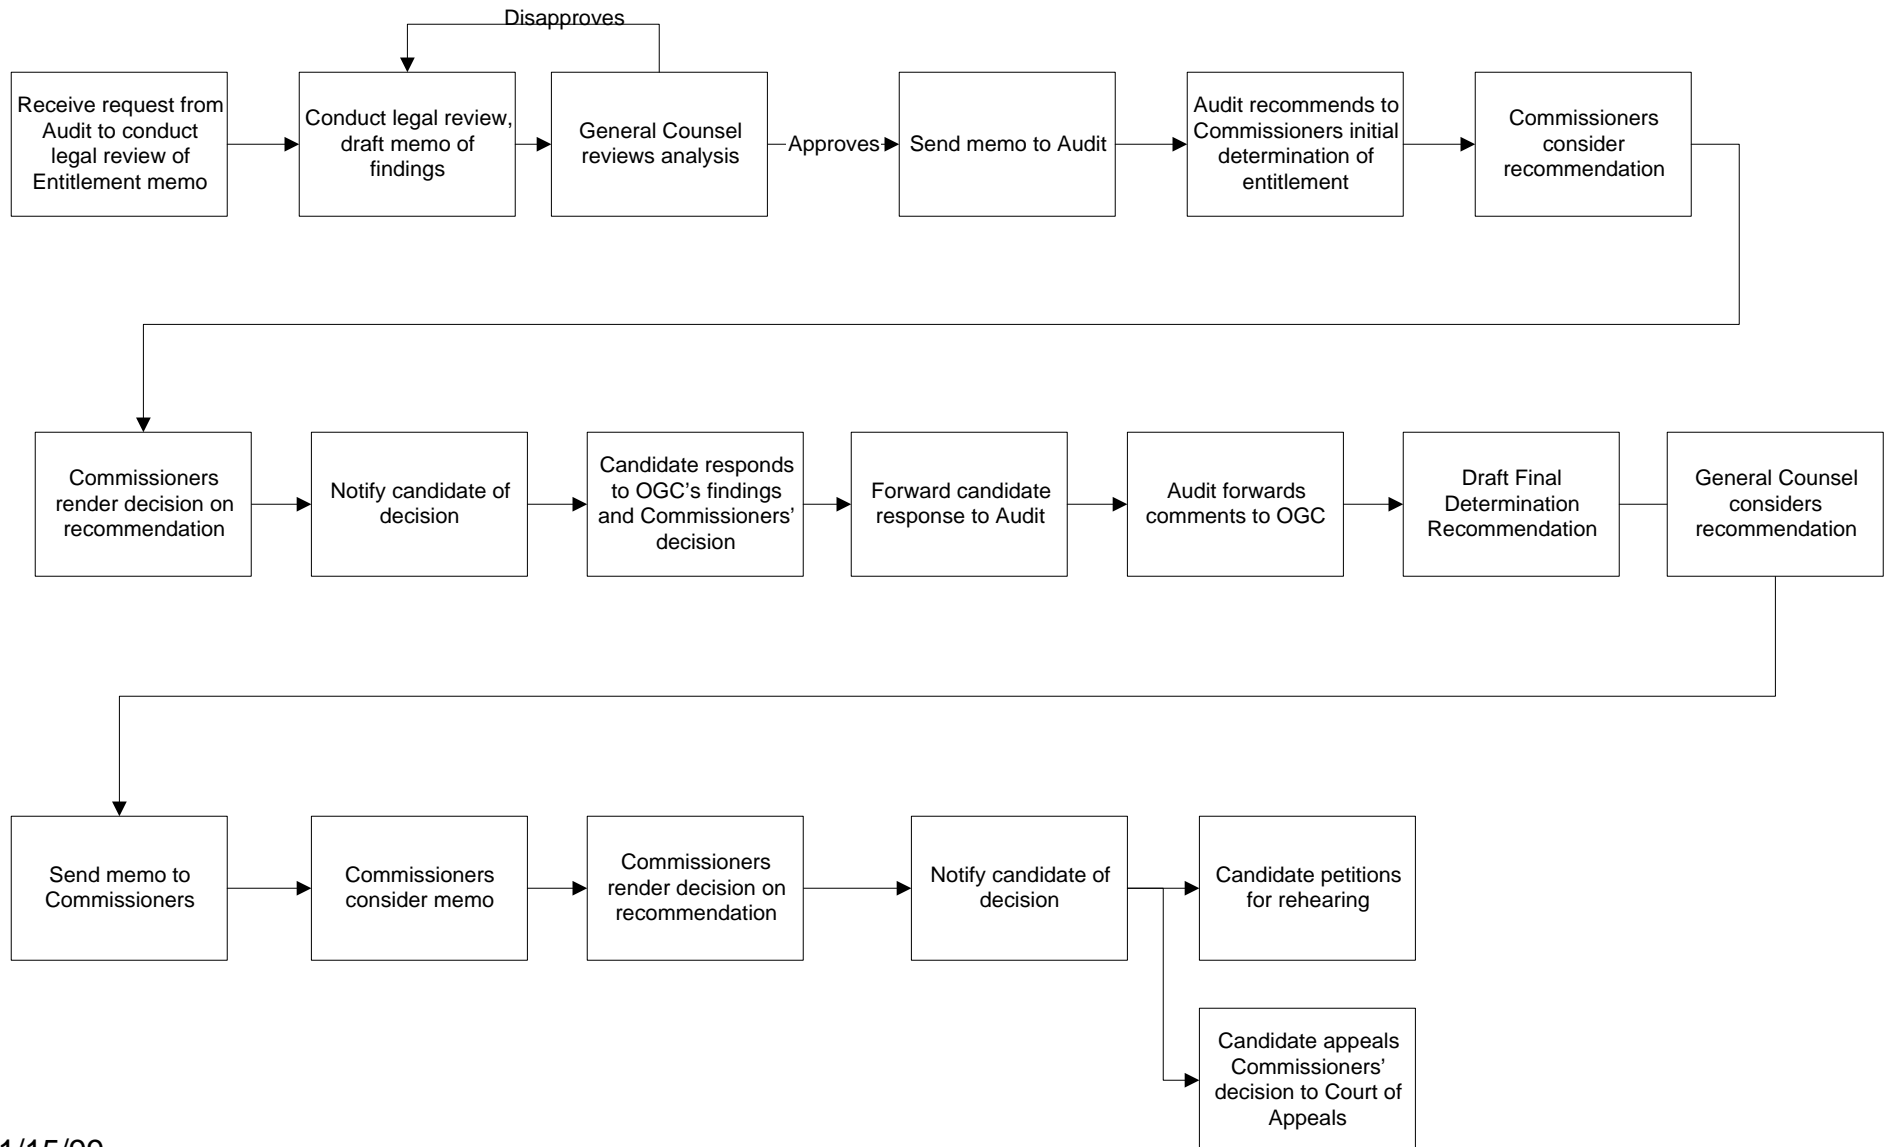 Disapproves
Receive request from
Audit to conduct
legal review of
Entitlement memo
Conduct legal review,
draft memo of
findings
General Counsel
reviews analysis
Approves
Send memo to Audit
Audit recommends to
Commissioners initial
determination of
entitlement
Commissioners
consider
recommendation
Commissioners
render decision on
recommendation
Notify candidate of
decision
Candidate responds
to OGC’s findings
and Commissioners’
decision
Forward candidate
response to Audit
Audit forwards
comments to OGC
Draft Final
Determination
Recommendation
General Counsel
considers
recommendation
Send memo to
Commissioners
Commissioners
consider memo
Commissioners
render decision on
recommendation
Notify candidate of
decision
Candidate petitions
for rehearing
Candidate appeals
Commissioners’
decision to Court of
Appeals